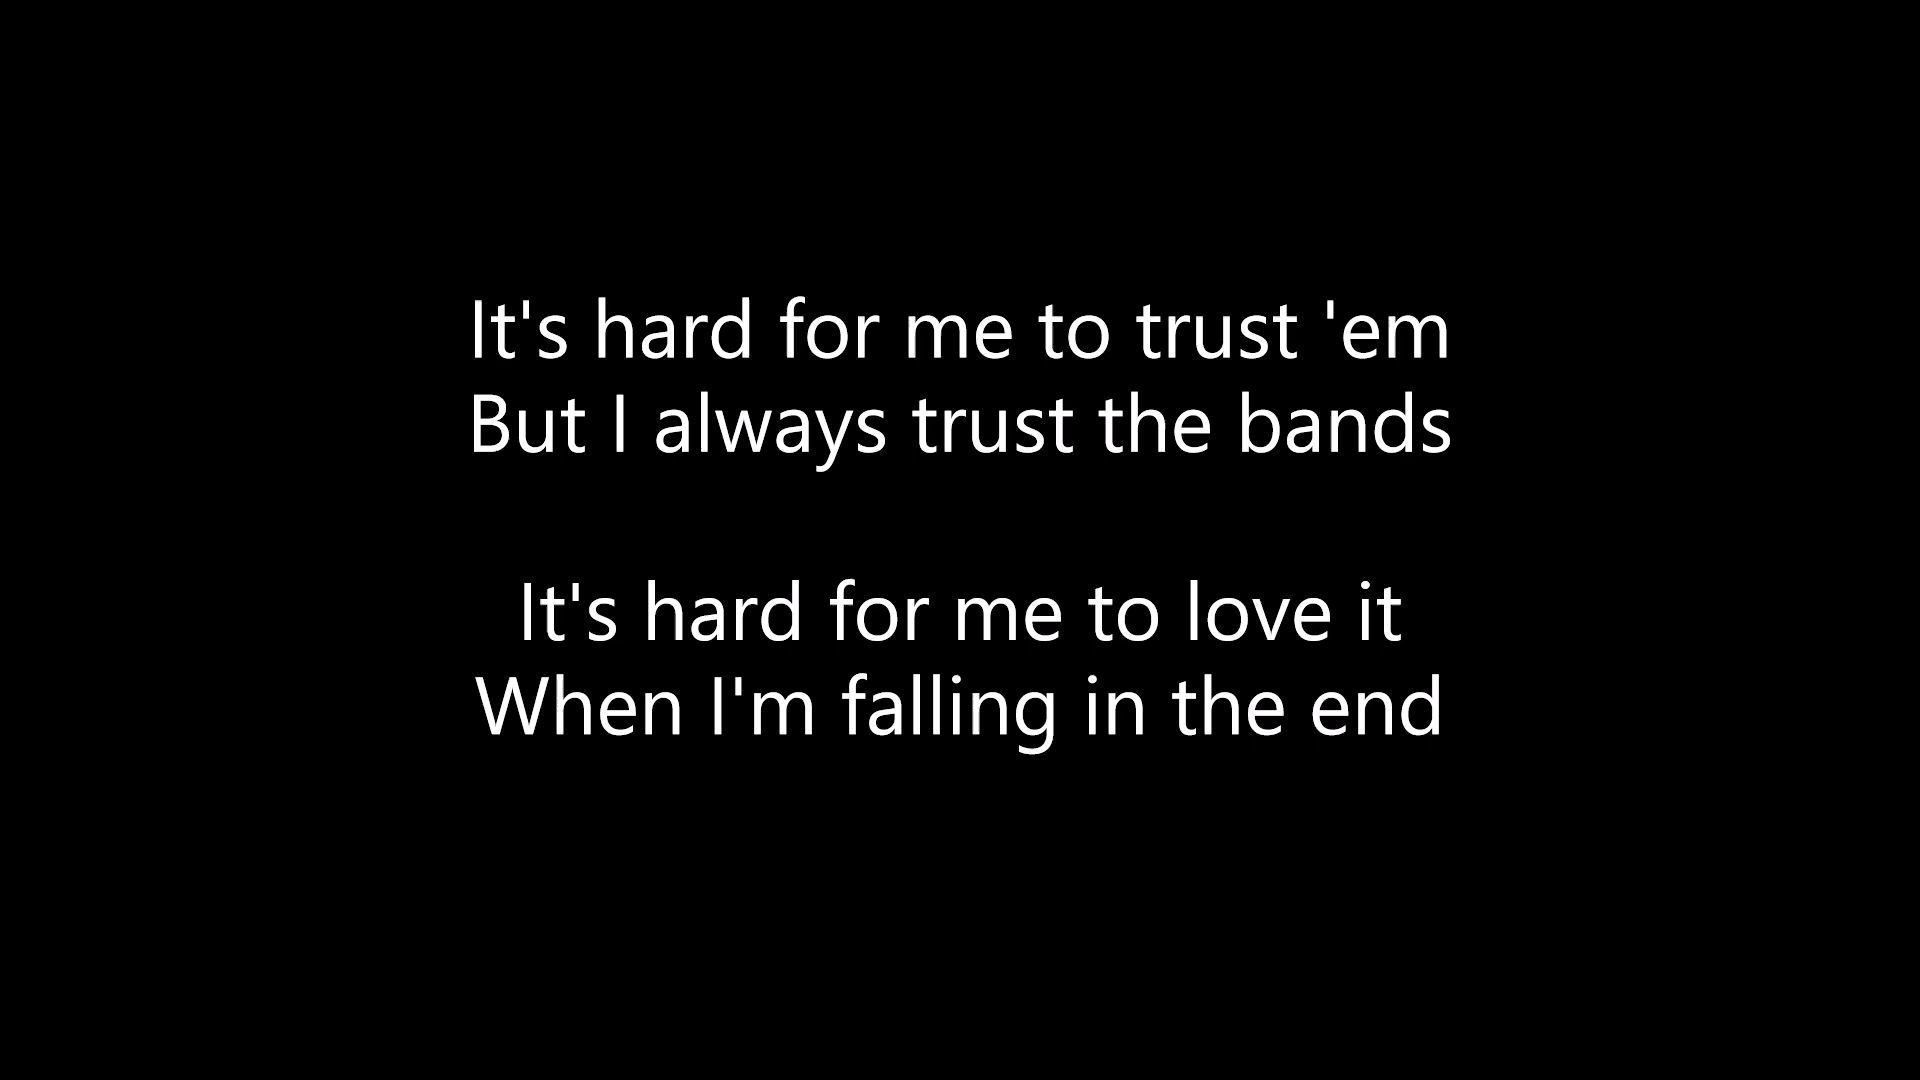 It's hard for me to trust 'em
But I always trust the bands
It's hard for me to love it
When I'm falling in the end